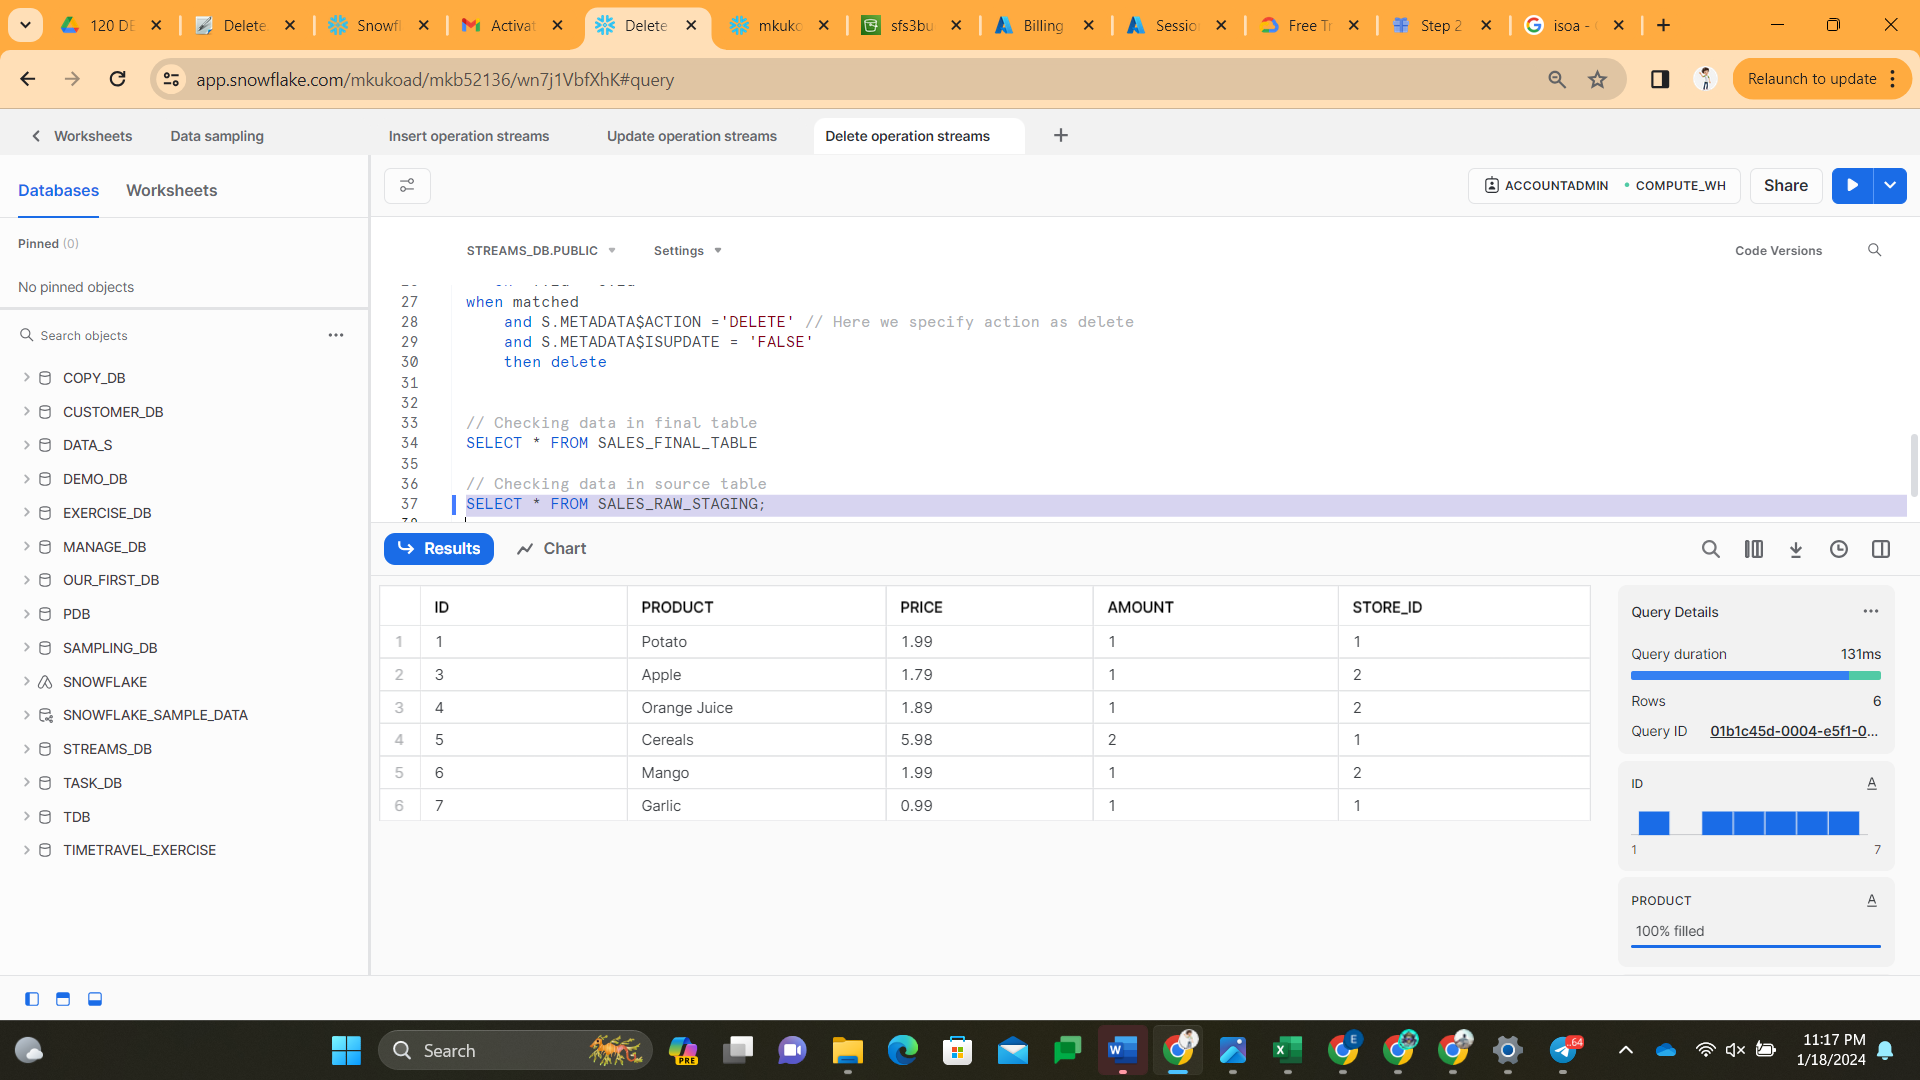 120 DE
Delete
Snowfl
Activat
Delete
mkuko
sfs3bu
Billing
Sessio
Free Tr
Step 2
isoa -
app.snowflake.com/mkukoad/mkb52136/wn7j1VbfXhK#query
Relaunch to update
Worksheets
Data sampling
Insert operation streams
Update operation streams
Delete operation streams
Databases
Worksheets
ACCOUNTADMIN
COMPUTE_WH
Share
Pinned (0)
No pinned objects
STREAMS_DB.PUBLIC
Settings
Code Versions
Search objects
COPY_DB
CUSTOMER_DB
DATA_S
DEMO_DB
EXERCISE_DB
MANAGE_DB
OUR_FIRST_DB
PDB
SAMPLING_DB
SNOWFLAKE
SNOWFLAKE_SAMPLE_DATA
STREAMS_DB
TASK_DB
TDB
TIMETRAVEL_EXERCISE
27 when matched
28 and S.METADATA$ACTION ='DELETE' // Here we specify action as delete
29 and S.METADATA$ISUPDATE = 'FALSE'
30 then delete
31
32
33 // Checking data in final table
34 SELECT * FROM SALES_FINAL_TABLE
35
36 // Checking data in source table
37 SELECT * FROM SALES_RAW_STAGING;
Results
Chart
ID PRODUCT PRICE AMOUNT STORE_ID
1 1 Potato 1.99 1 1
2 3 Apple 1.79 1 2
3 4 Orange Juice 1.89 1 2
4 5 Cereals 5.98 2 1
5 6 Mango 1.99 1 2
6 7 Garlic 0.99 1 1
Query Details
Query duration 131ms
Rows 6
Query ID 01b1c45d-0004-e5f1-0...
ID A
1 7
PRODUCT A
100% filled
Search
PRE
E
.64
11:17 PM
1/18/2024